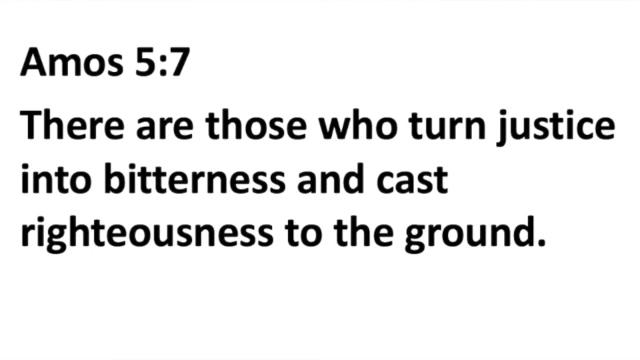 Amos 5:7
There are those who turn justice
into bitterness and cast
righteousness to the ground.